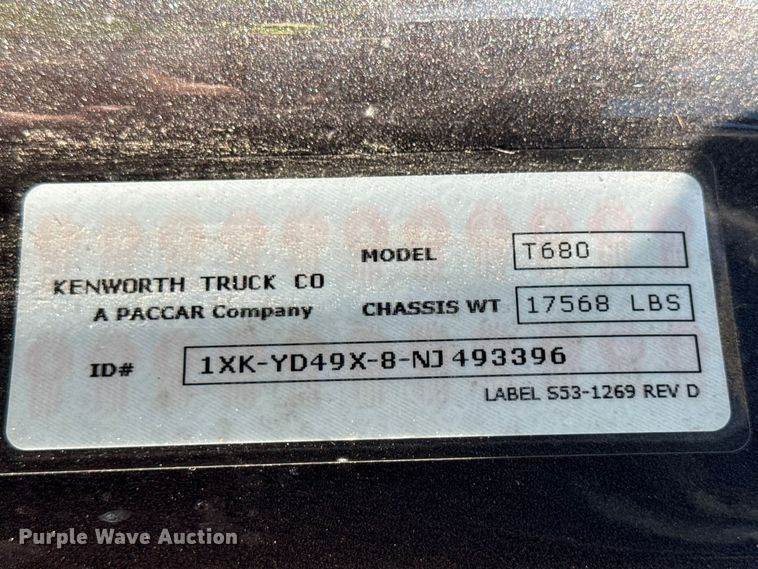 MODEL T680
KENWORTH TRUCK CO
A PACCAR Company
CHASSIS WT 17568 LBS
ID# 1XK-YD49X-8-NJ493396
LABEL S53-1269 REV D
Purple Wave Auction